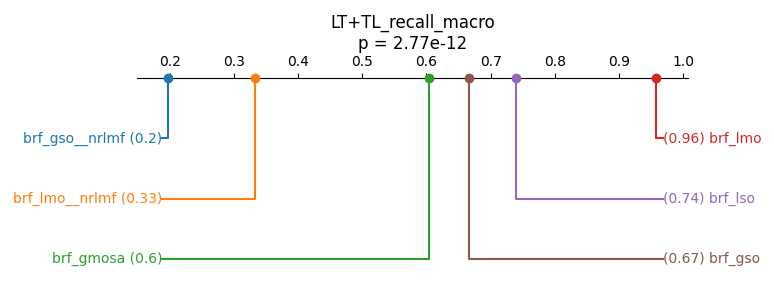 LT+TL_recall_macro
p = 2.77e-12
0.2 0.3 0.4 0.5 0.6 0.7 0.8 0.9 1.0
brf_gso__nrlmf (0.2) (0.96) brf_lmo
brf_lmo__nrlmf (0.33) (0.74) brf_lso
brf_gmosa (0.6) (0.67) brf_gso